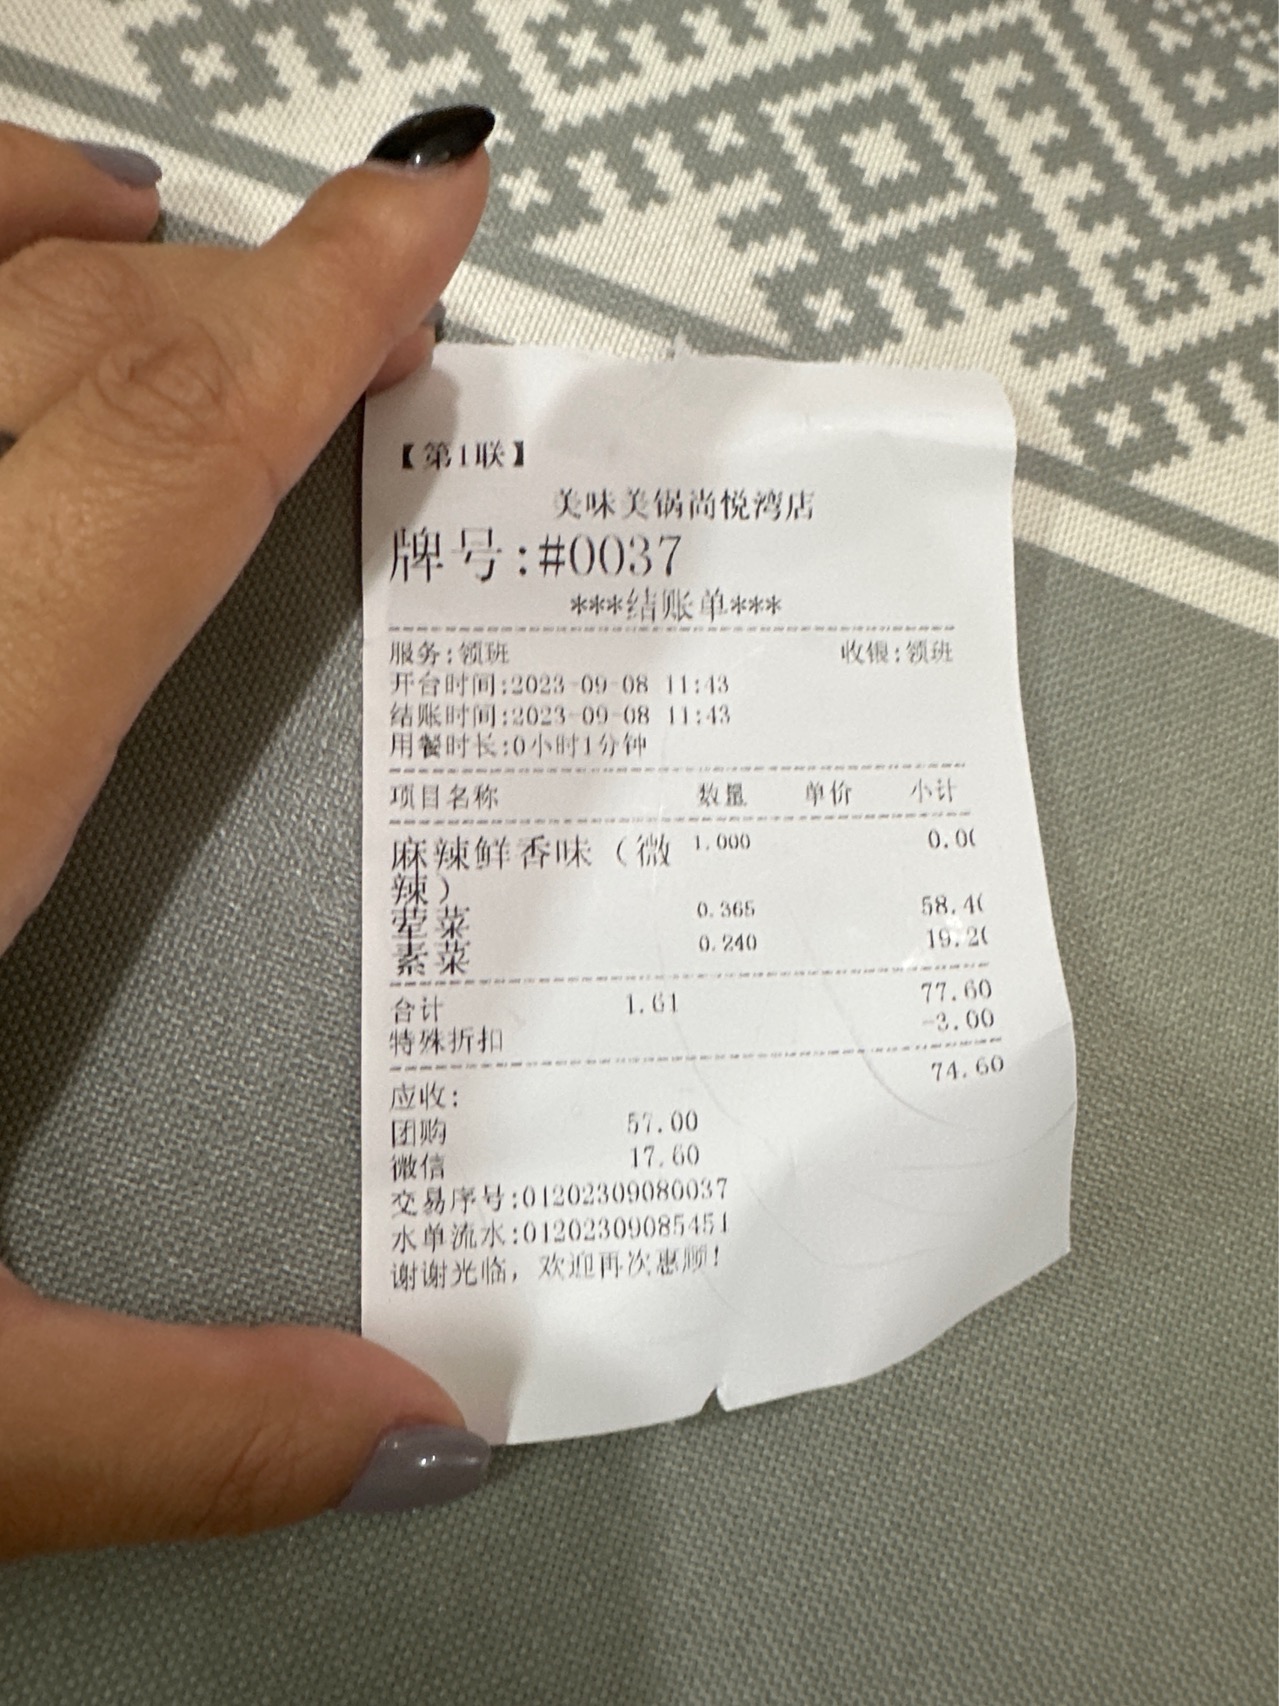 【第1联】
美味美锅尚悦湾店
牌号:#0037
***结账单***
服务:领班 收银:领班
开台时间:2023-09-08 11:43
结账时间:2023-09-08 11:43
用餐时长:0小时1分钟
项目名称 数量 单价 小计
麻辣鲜香味（微 1.000 0.0
辣）
荤菜 0.365 58.4
素菜 0.240 19.2
合计 1.61 77.60
特殊折扣 -3.00
应收: 74.60
团购 57.00
微信 17.60
交易序号:01202309080037
水单流水:01202309085451
谢谢光临，欢迎再次惠顾!